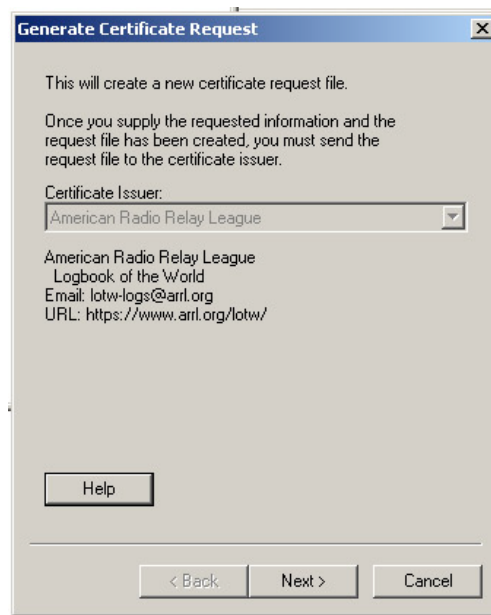 Generate Certificate Request
This will create a new certificate request file.
Once you supply the requested information and the
request file has been created, you must send the
request file to the certificate issuer.
Certificate Issuer:
American Radio Relay League
American Radio Relay League
Logbook of the World
Email: lotw-logs@arrl.org
URL: https://www.arrl.org/lotw/
Help
< Back
Next >
Cancel